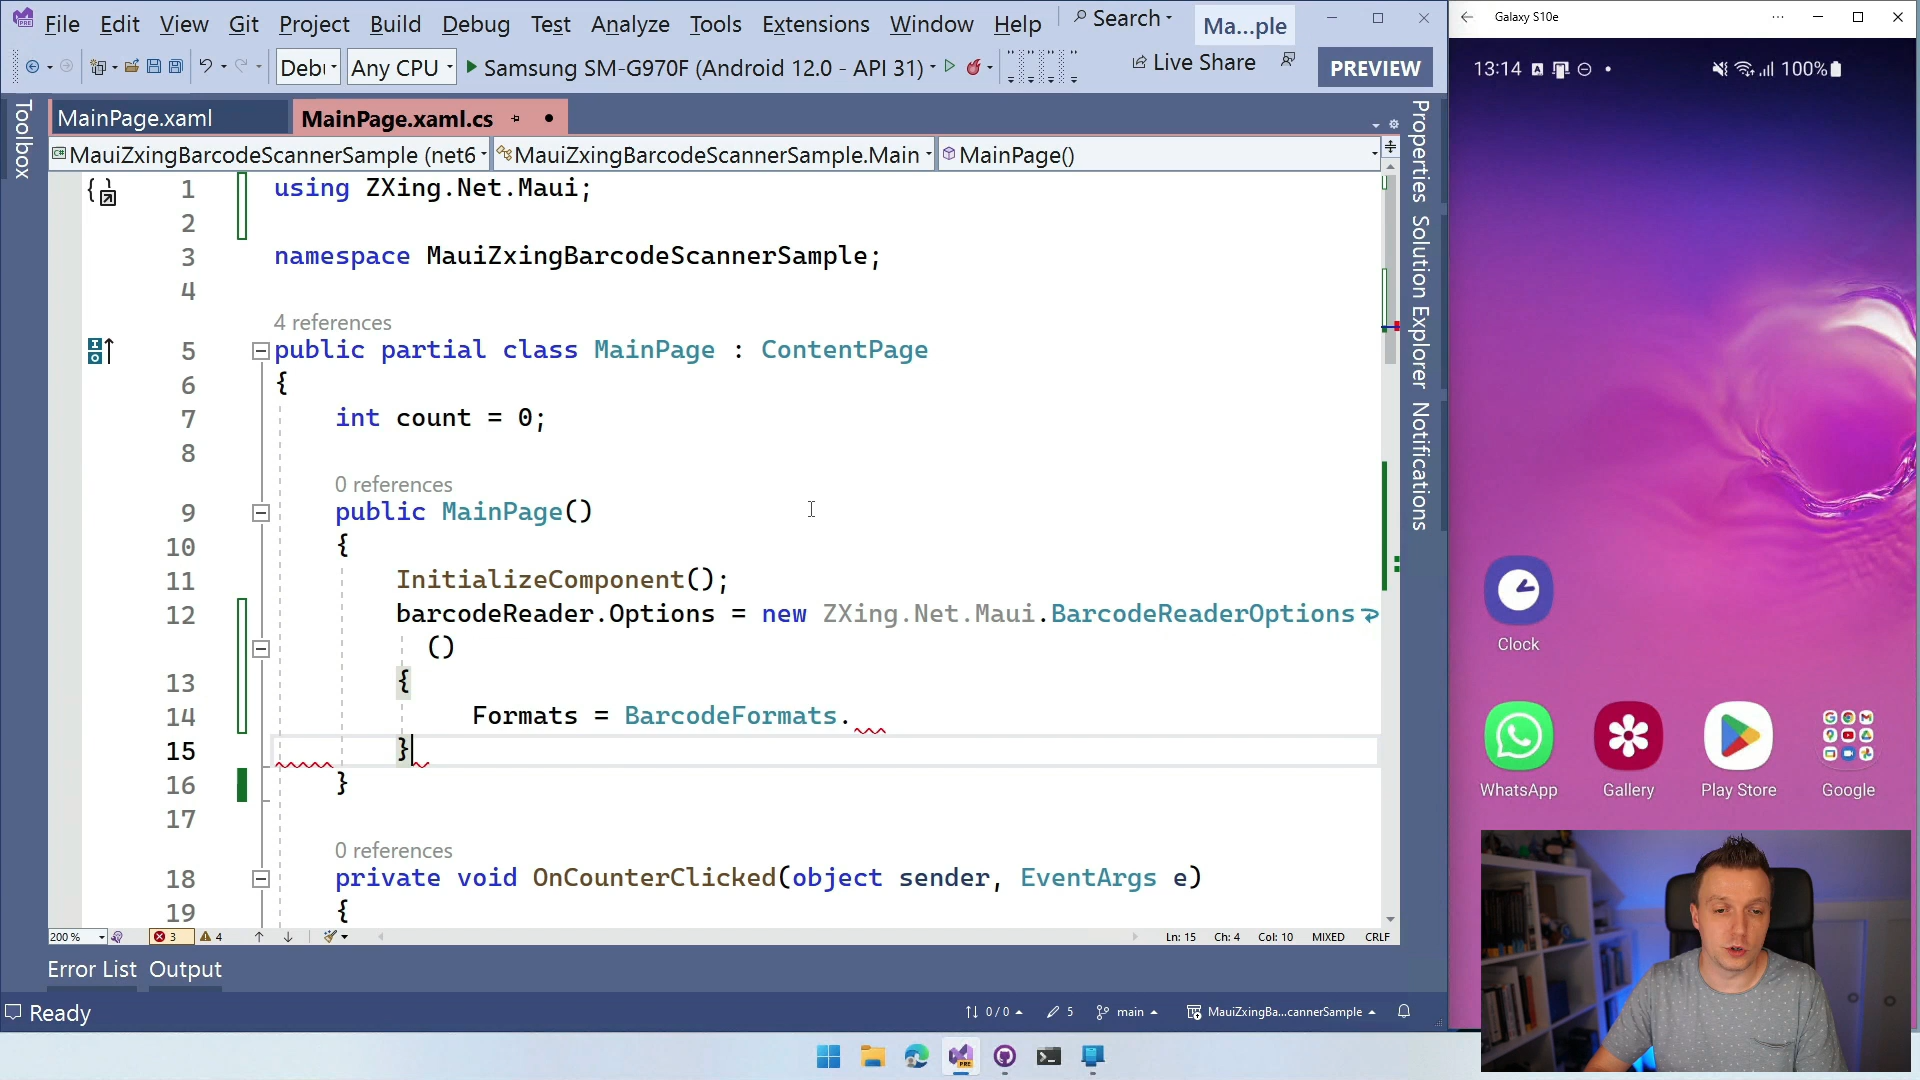 File Edit View Git Project Build Debug Test Analyze Tools Extensions Window Help Search Ma...ple
Debu Any CPU Samsung SM-G970F (Android 12.0 - API 31) Live Share PREVIEW
Toolbox
MainPage.xaml MainPage.xaml.cs
MauiZxingBarcodeScannerSample (net6 MauiZxingBarcodeScannerSample.Main MainPage()
1 using ZXing.Net.Maui;
2
3 namespace MauiZxingBarcodeScannerSample;
4
4 references
5 public partial class MainPage : ContentPage
6 {
7 int count = 0;
8
0 references
9 public MainPage()
10 {
11 InitializeComponent();
12 barcodeReader.Options = new ZXing.Net.Maui.BarcodeReaderOptions
()
13 {
14 Formats = BarcodeFormats.
15 }
16 }
17
0 references
18 private void OnCounterClicked(object sender, EventArgs e)
19 {
200 % 3 4 Ln: 15 Ch: 4 Col: 10 MIXED CRLF
Error List Output
Ready 0 / 0 5 main MauiZxingBa...cannerSample
Properties
Solution Explorer
Notifications
Galaxy S10e
13:14 100%
Clock
WhatsApp Gallery Play Store Google